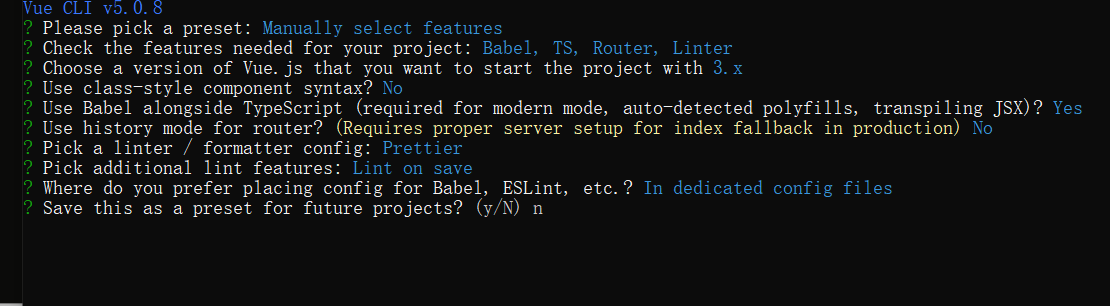 Vue CLI v5.0.8
? Please pick a preset: Manually select features
? Check the features needed for your project: Babel, TS, Router, Linter
? Choose a version of Vue.js that you want to start the project with 3.x
? Use class-style component syntax? No
? Use Babel alongside TypeScript (required for modern mode, auto-detected polyfills, transpiling JSX)? Yes
? Use history mode for router? (Requires proper server setup for index fallback in production) No
? Pick a linter / formatter config: Prettier
? Pick additional lint features: Lint on save
? Where do you prefer placing config for Babel, ESLint, etc.? In dedicated config files
? Save this as a preset for future projects? (y/N) n